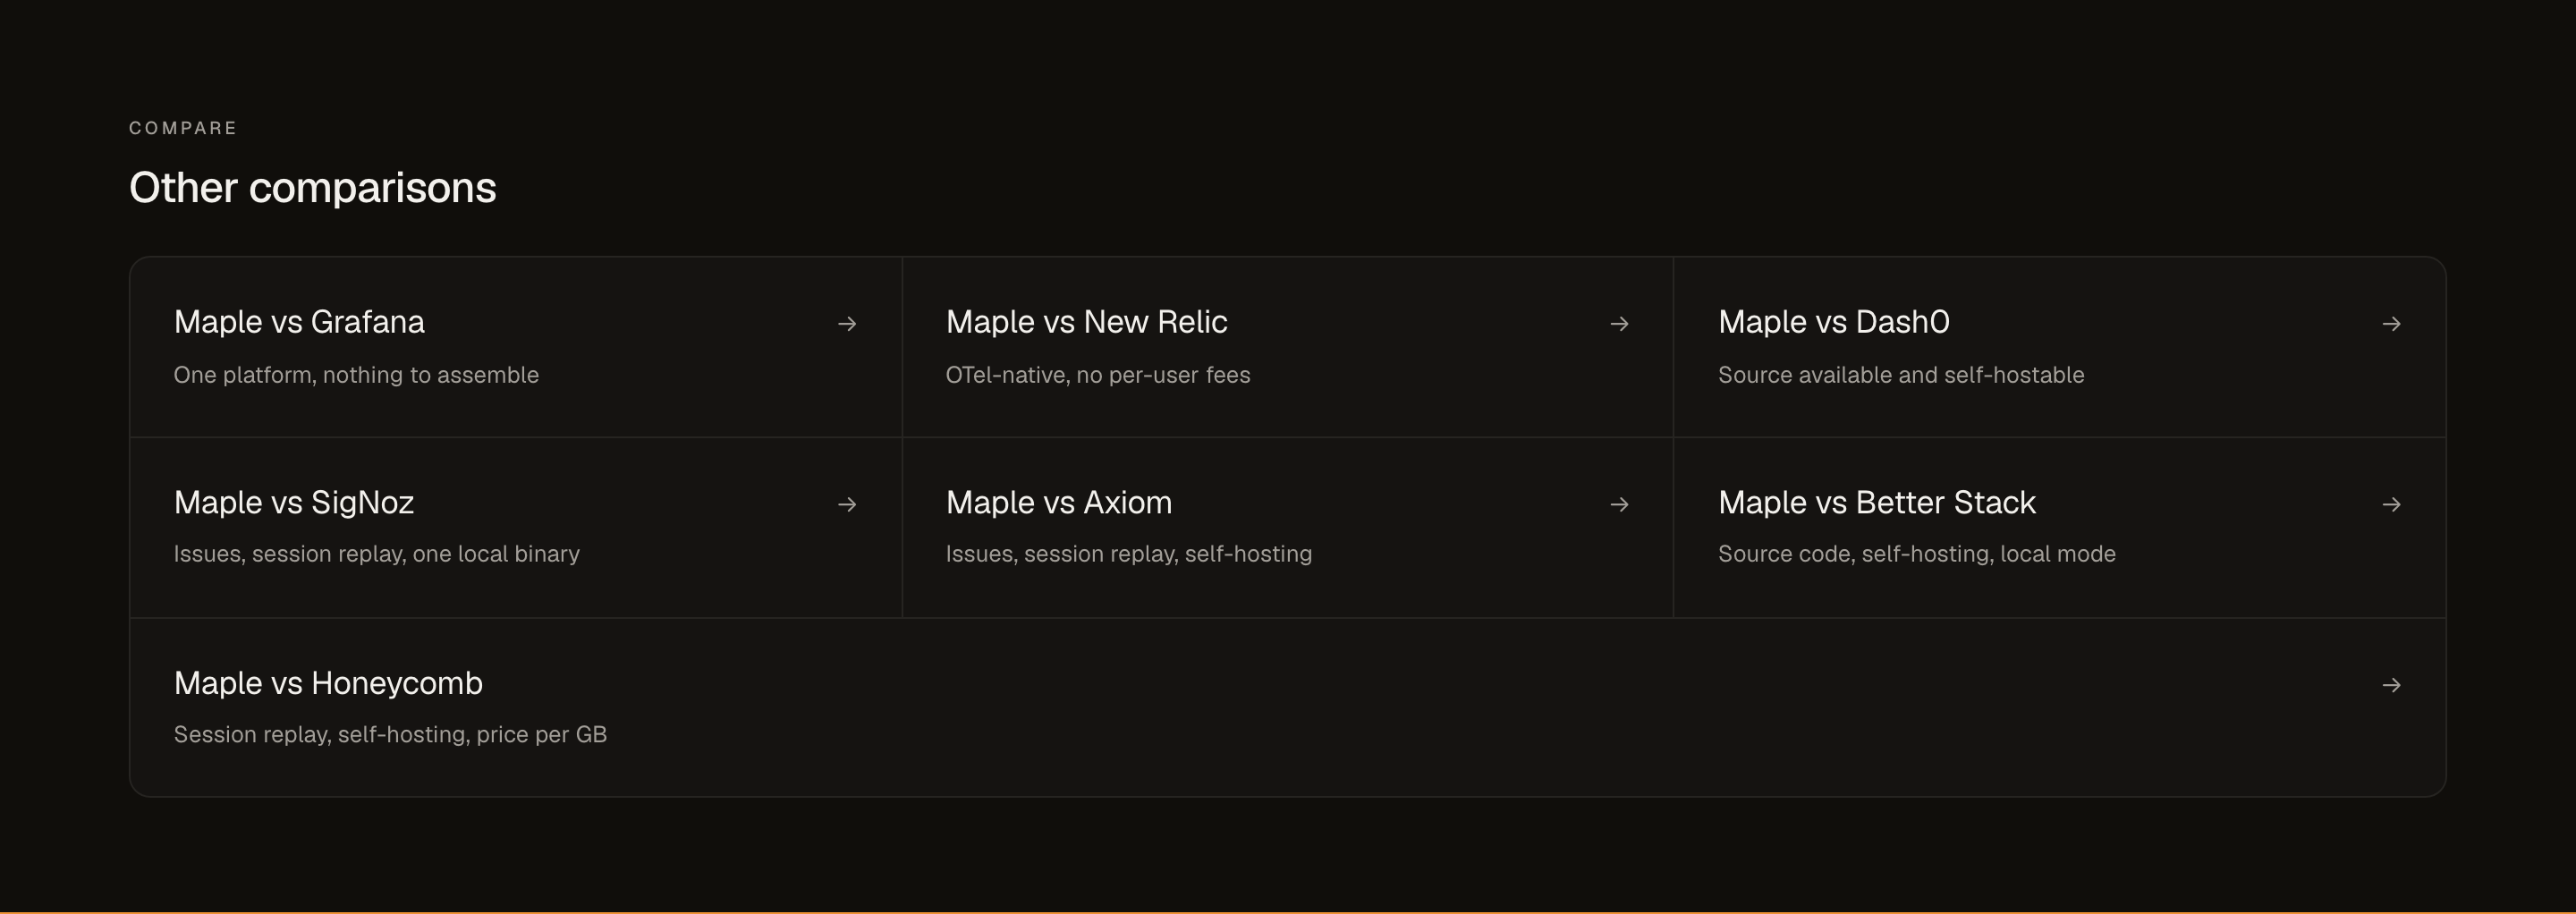 COMPARE
Other comparisons
Maple vs Grafana →
One platform, nothing to assemble
Maple vs New Relic →
OTel-native, no per-user fees
Maple vs Dash0 →
Source available and self-hostable
Maple vs SigNoz →
Issues, session replay, one local binary
Maple vs Axiom →
Issues, session replay, self-hosting
Maple vs Better Stack →
Source code, self-hosting, local mode
Maple vs Honeycomb →
Session replay, self-hosting, price per GB